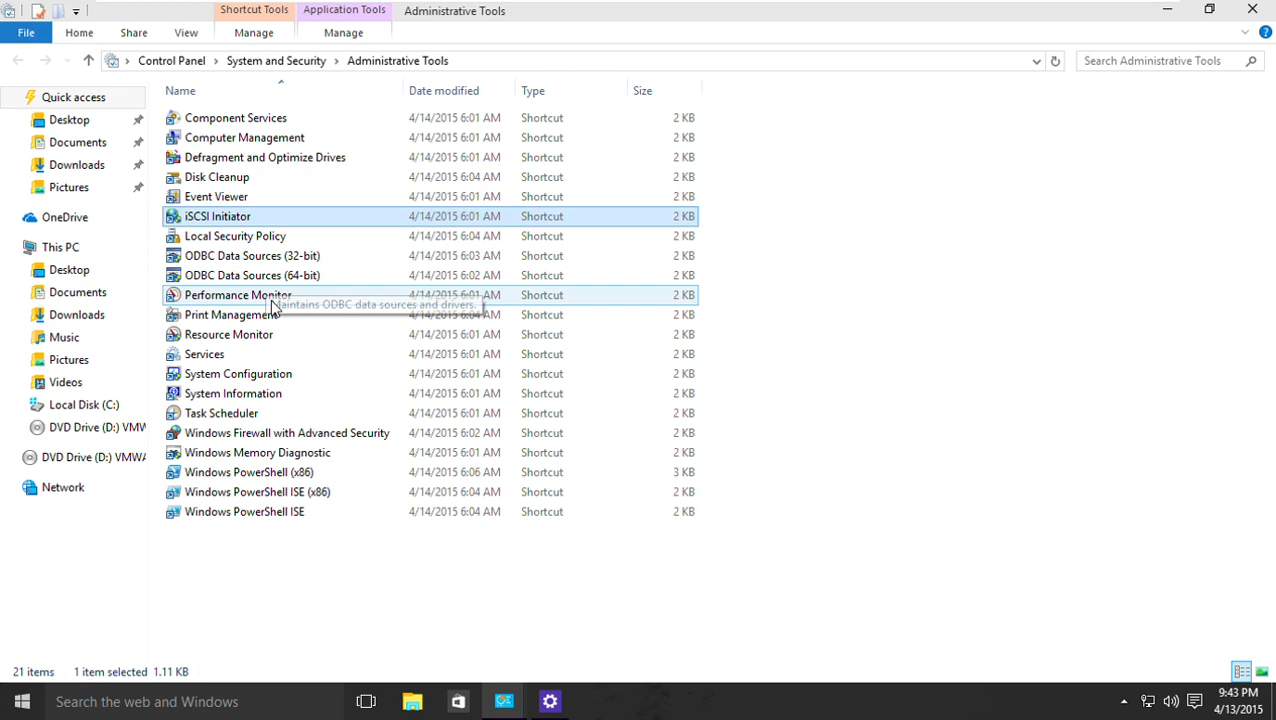 Shortcut Tools Application Tools Administrative Tools
File Home Share View Manage Manage
Control Panel System and Security Administrative Tools Search Administrative Tools
Name Date modified Type Size
Quick access
Desktop
Documents
Downloads
Pictures
OneDrive
This PC
Desktop
Documents
Downloads
Music
Pictures
Videos
Local Disk (C:)
DVD Drive (D:) VMWA
DVD Drive (D:) VMWA
Network
Component Services 4/14/2015 6:01 AM Shortcut 2 KB
Computer Management 4/14/2015 6:01 AM Shortcut 2 KB
Defragment and Optimize Drives 4/14/2015 6:01 AM Shortcut 2 KB
Disk Cleanup 4/14/2015 6:04 AM Shortcut 2 KB
Event Viewer 4/14/2015 6:01 AM Shortcut 2 KB
iSCSI Initiator 4/14/2015 6:01 AM Shortcut 2 KB
Local Security Policy 4/14/2015 6:04 AM Shortcut 2 KB
ODBC Data Sources (32-bit) 4/14/2015 6:03 AM Shortcut 2 KB
ODBC Data Sources (64-bit) 4/14/2015 6:02 AM Shortcut 2 KB
Performance Monitor 4/14/2015 6:01 AM Shortcut 2 KB
Maintains ODBC data sources and drivers.
Print Management 4/14/2015 6:04 AM Shortcut 2 KB
Resource Monitor 4/14/2015 6:01 AM Shortcut 2 KB
Services 4/14/2015 6:01 AM Shortcut 2 KB
System Configuration 4/14/2015 6:01 AM Shortcut 2 KB
System Information 4/14/2015 6:01 AM Shortcut 2 KB
Task Scheduler 4/14/2015 6:01 AM Shortcut 2 KB
Windows Firewall with Advanced Security 4/14/2015 6:02 AM Shortcut 2 KB
Windows Memory Diagnostic 4/14/2015 6:01 AM Shortcut 2 KB
Windows PowerShell (x86) 4/14/2015 6:06 AM Shortcut 3 KB
Windows PowerShell ISE (x86) 4/14/2015 6:04 AM Shortcut 2 KB
Windows PowerShell ISE 4/14/2015 6:04 AM Shortcut 2 KB
21 items 1 item selected 1.11 KB
Search the web and Windows 9:43 PM
4/13/2015